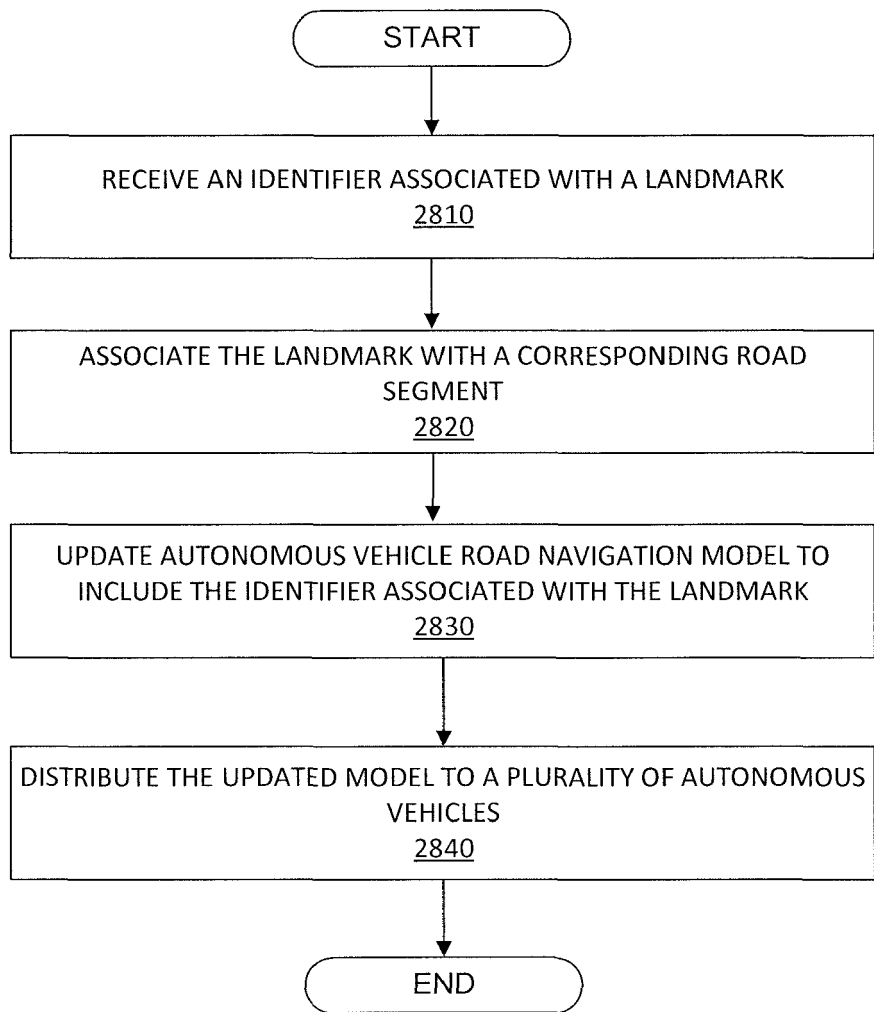 START
RECEIVE AN IDENTIFIER ASSOCIATED WITH A LANDMARK
2810
ASSOCIATE THE LANDMARK WITH A CORRESPONDING ROAD
SEGMENT
2820
UPDATE AUTONOMOUS VEHICLE ROAD NAVIGATION MODEL TO
INCLUDE THE IDENTIFIER ASSOCIATED WITH THE LANDMARK
2830
DISTRIBUTE THE UPDATED MODEL TO A PLURALITY OF AUTONOMOUS
VEHICLES
2840
END